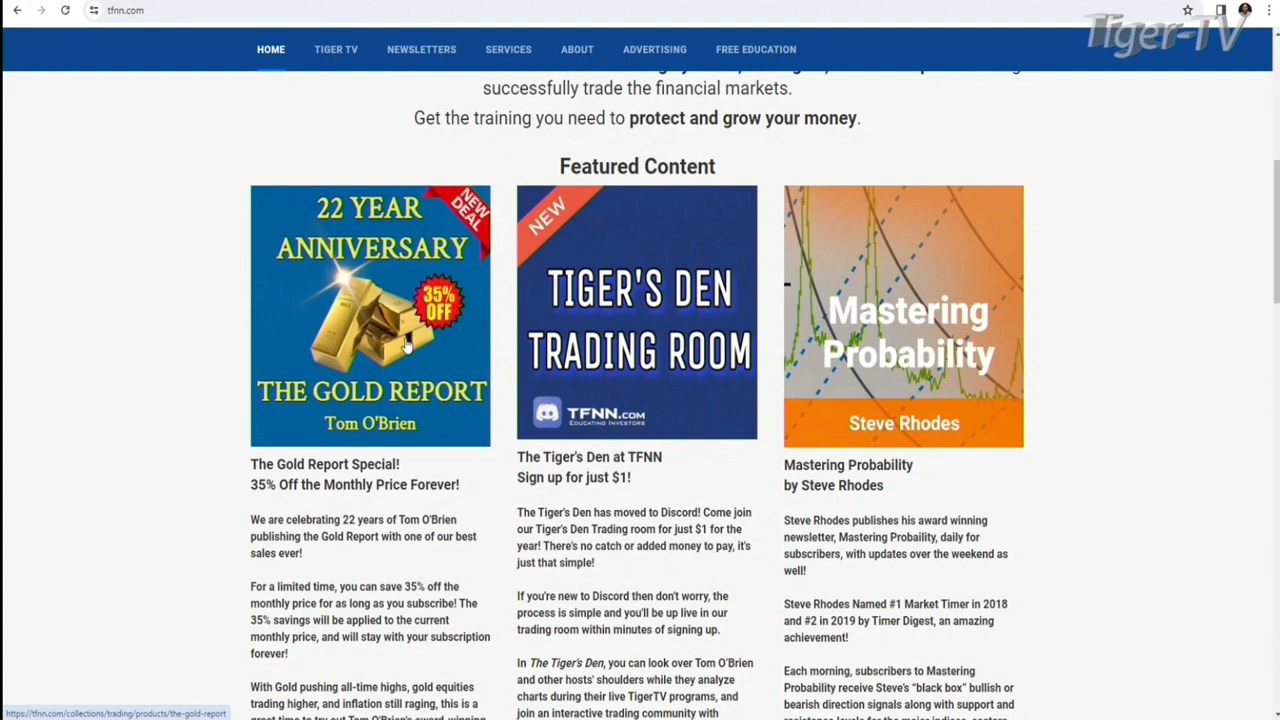 tfnn.com
Tiger-TV
HOME TIGER TV NEWSLETTERS SERVICES ABOUT ADVERTISING FREE EDUCATION
successfully trade the financial markets.
Get the training you need to protect and grow your money.
Featured Content
22 YEAR
ANNIVERSARY
NEW
DEAL
35%
OFF
THE GOLD REPORT
Tom O'Brien
The Gold Report Special!
35% Off the Monthly Price Forever!
We are celebrating 22 years of Tom O'Brien
publishing the Gold Report with one of our best
sales ever!
For a limited time, you can save 35% off the
monthly price for as long as you subscribe! The
35% savings will be applied to the current
monthly price, and will stay with your subscription
forever!
With Gold pushing all-time highs, gold equities
trading higher, and inflation still raging, this is a
NEW
TIGER'S DEN
TRADING ROOM
TFNN.COM
EDUCATING INVESTORS
The Tiger's Den at TFNN
Sign up for just $1!
The Tiger's Den has moved to Discord! Come join
our Tiger's Den Trading room for just $1 for the
year! There's no catch or added money to pay, it's
just that simple!
If you're new to Discord then don't worry, the
process is simple and you'll be up live in our
trading room within minutes of signing up.
In The Tiger's Den, you can look over Tom O'Brien
and other hosts' shoulders while they analyze
charts during their live TigerTV programs, and
join an interactive trading community with
Mastering
Probability
Steve Rhodes
Mastering Probability
by Steve Rhodes
Steve Rhodes publishes his award winning
newsletter, Mastering Probaility, daily for
subscribers, with updates over the weekend as
well!
Steve Rhodes Named #1 Market Timer in 2018
and #2 in 2019 by Timer Digest, an amazing
achievement!
Each morning, subscribers to Mastering
Probability receive Steve's “black box” bullish or
bearish direction signals along with support and
https://tfnn.com/collections/trading/products/the-gold-report